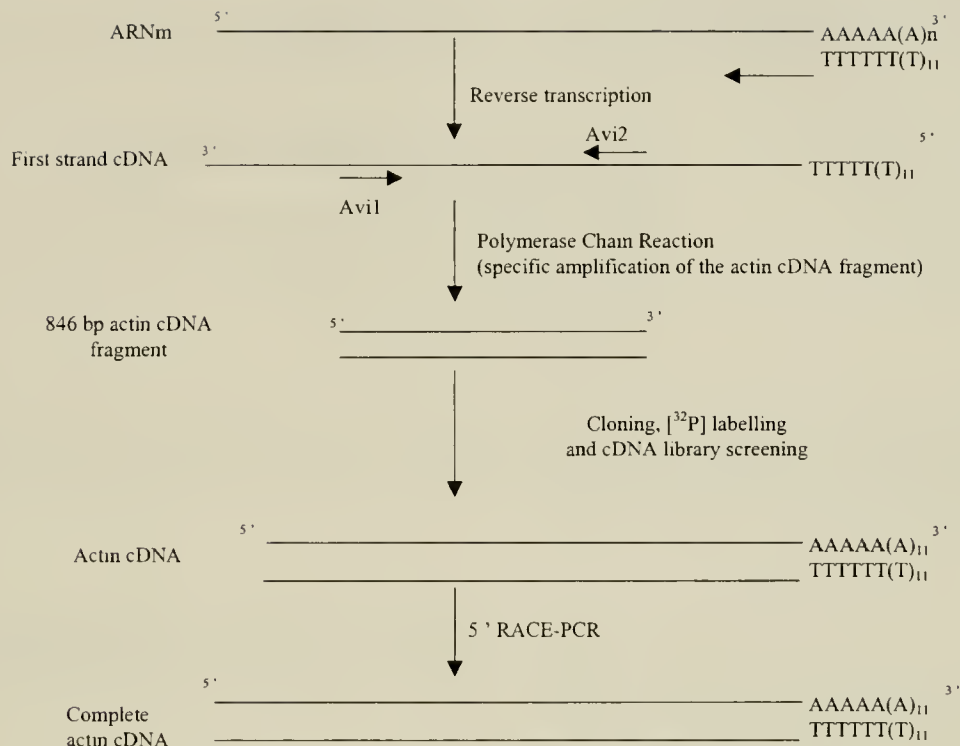 5 '
3 '
ARNm
AAAAA(A)n
TTTTTT(T)11
Reverse transcription
Avi2
5 '
First strand cDNA
3 '
TTTTT(T)11
Avi1
Polymerase Chain Reaction
(specific amplification of the actin cDNA fragment)
846 bp actin cDNA
fragment
5 '
3 '
Cloning, [32P] labelling
and cDNA library screening
5 '
3 '
Actin cDNA
AAAAA(A)11
TTTTTT(T)11
5 ' RACE-PCR
5 '
3 '
Complete
actin cDNA
AAAAA(A)11
TTTTTT(T)11